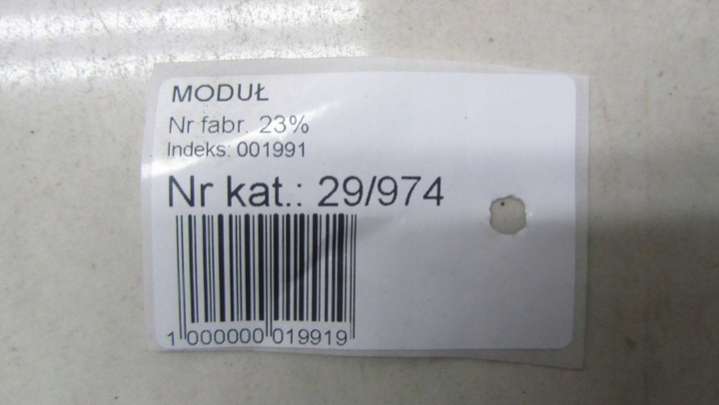 MODUŁ
Nr fabr. 23%
Indeks: 001991
Nr kat.: 29/974
1 000000 019919